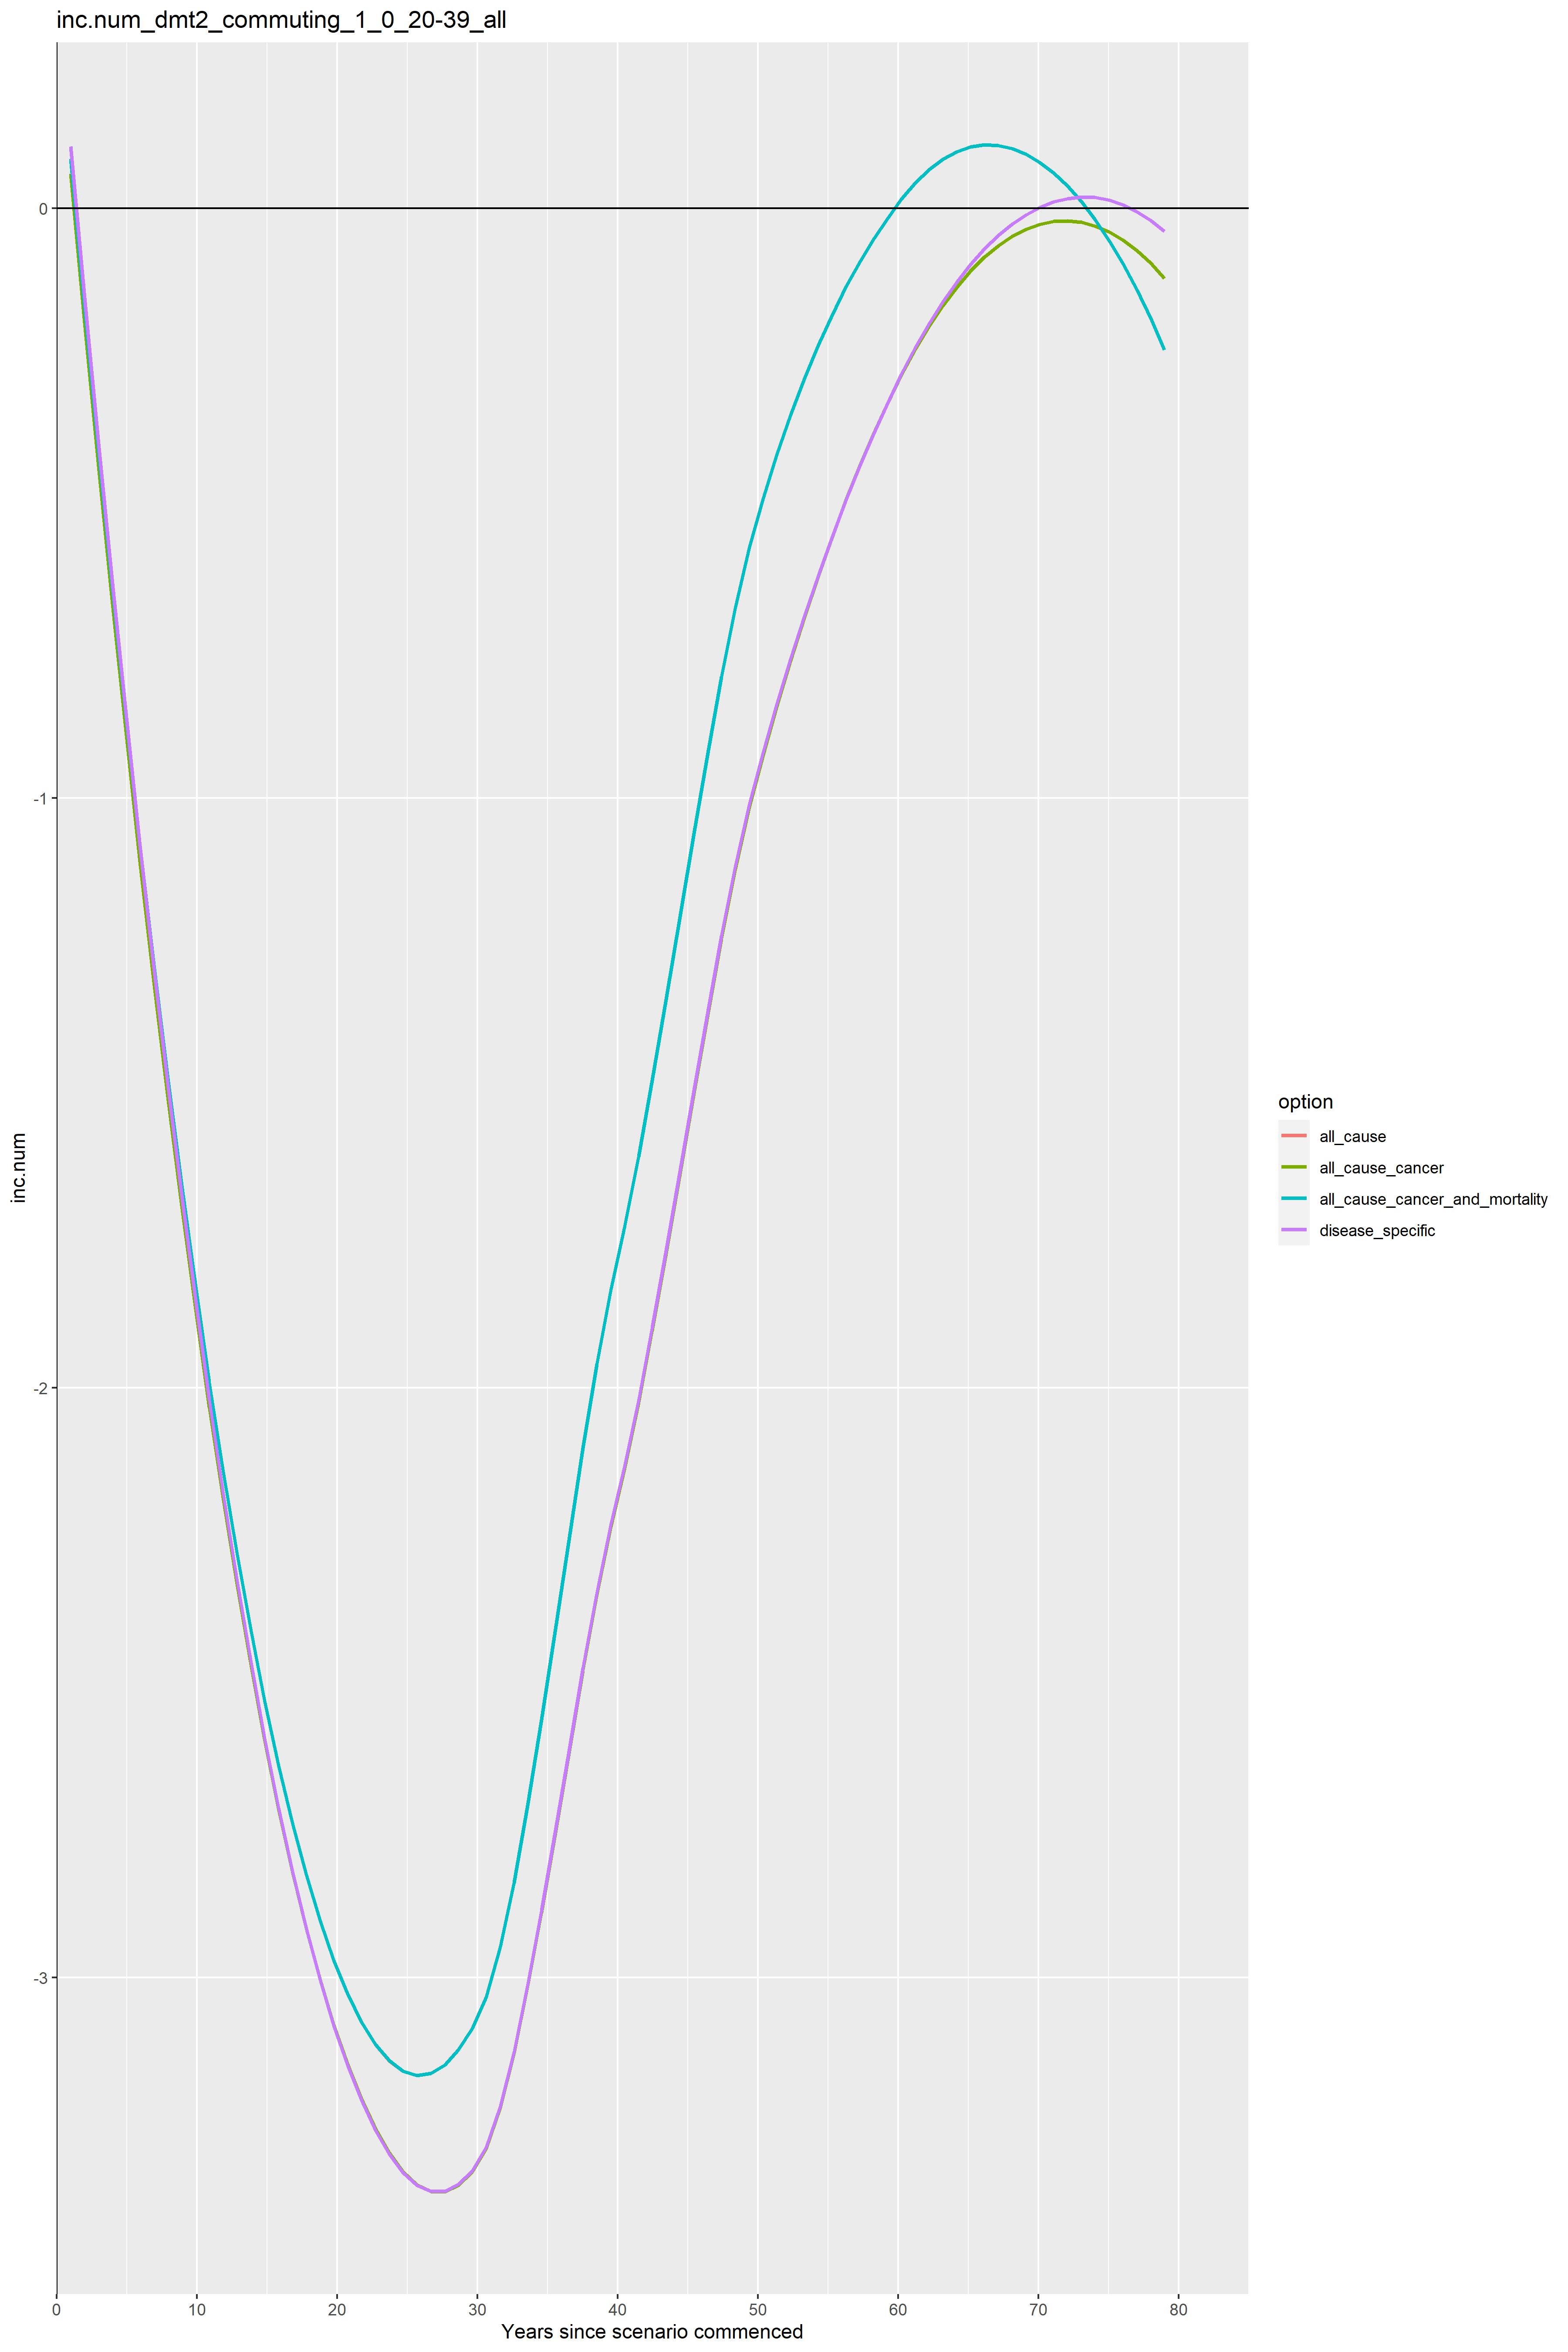 inc.num_dmt2_commuting_1_0_20-39_all
0
-1
-2
-3
inc.num
0 10 20 30 40 50 60 70 80
Years since scenario commenced
option
all_cause
all_cause_cancer
all_cause_cancer_and_mortality
disease_specific